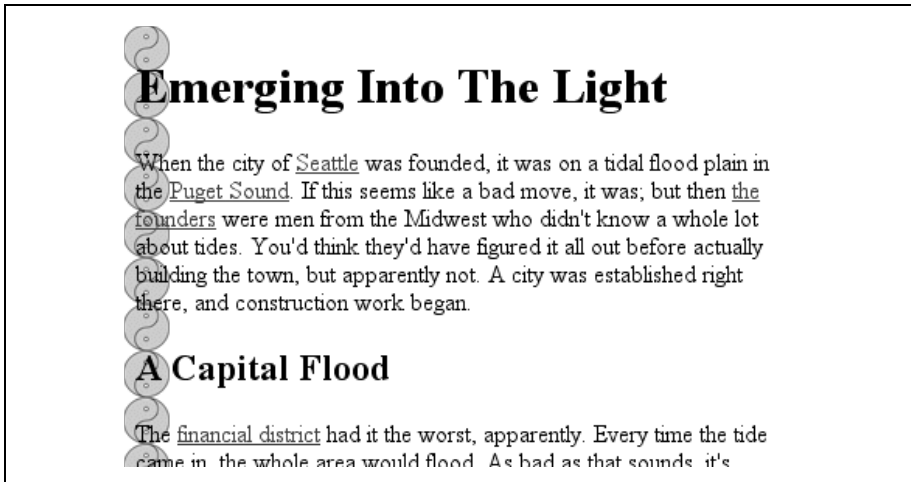 Emerging Into The Light
When the city of Seattle was founded, it was on a tidal flood plain in
the Puget Sound. If this seems like a bad move, it was; but then the
founders were men from the Midwest who didn't know a whole lot
about tides. You'd think they'd have figured it all out before actually
building the town, but apparently not. A city was established right
there, and construction work began.
A Capital Flood
The financial district had it the worst, apparently. Every time the tide
came in, the whole area would flood. As bad as that sounds, it's